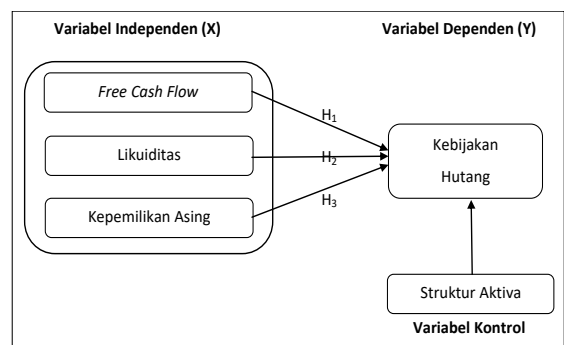 Variabel Independen (X)
Variabel Dependen (Y)
Free Cash Flow
H₁
Likuiditas
H₂
Kepemilikan Asing
H₃
Kebijakan
Hutang
Struktur Aktiva
Variabel Kontrol